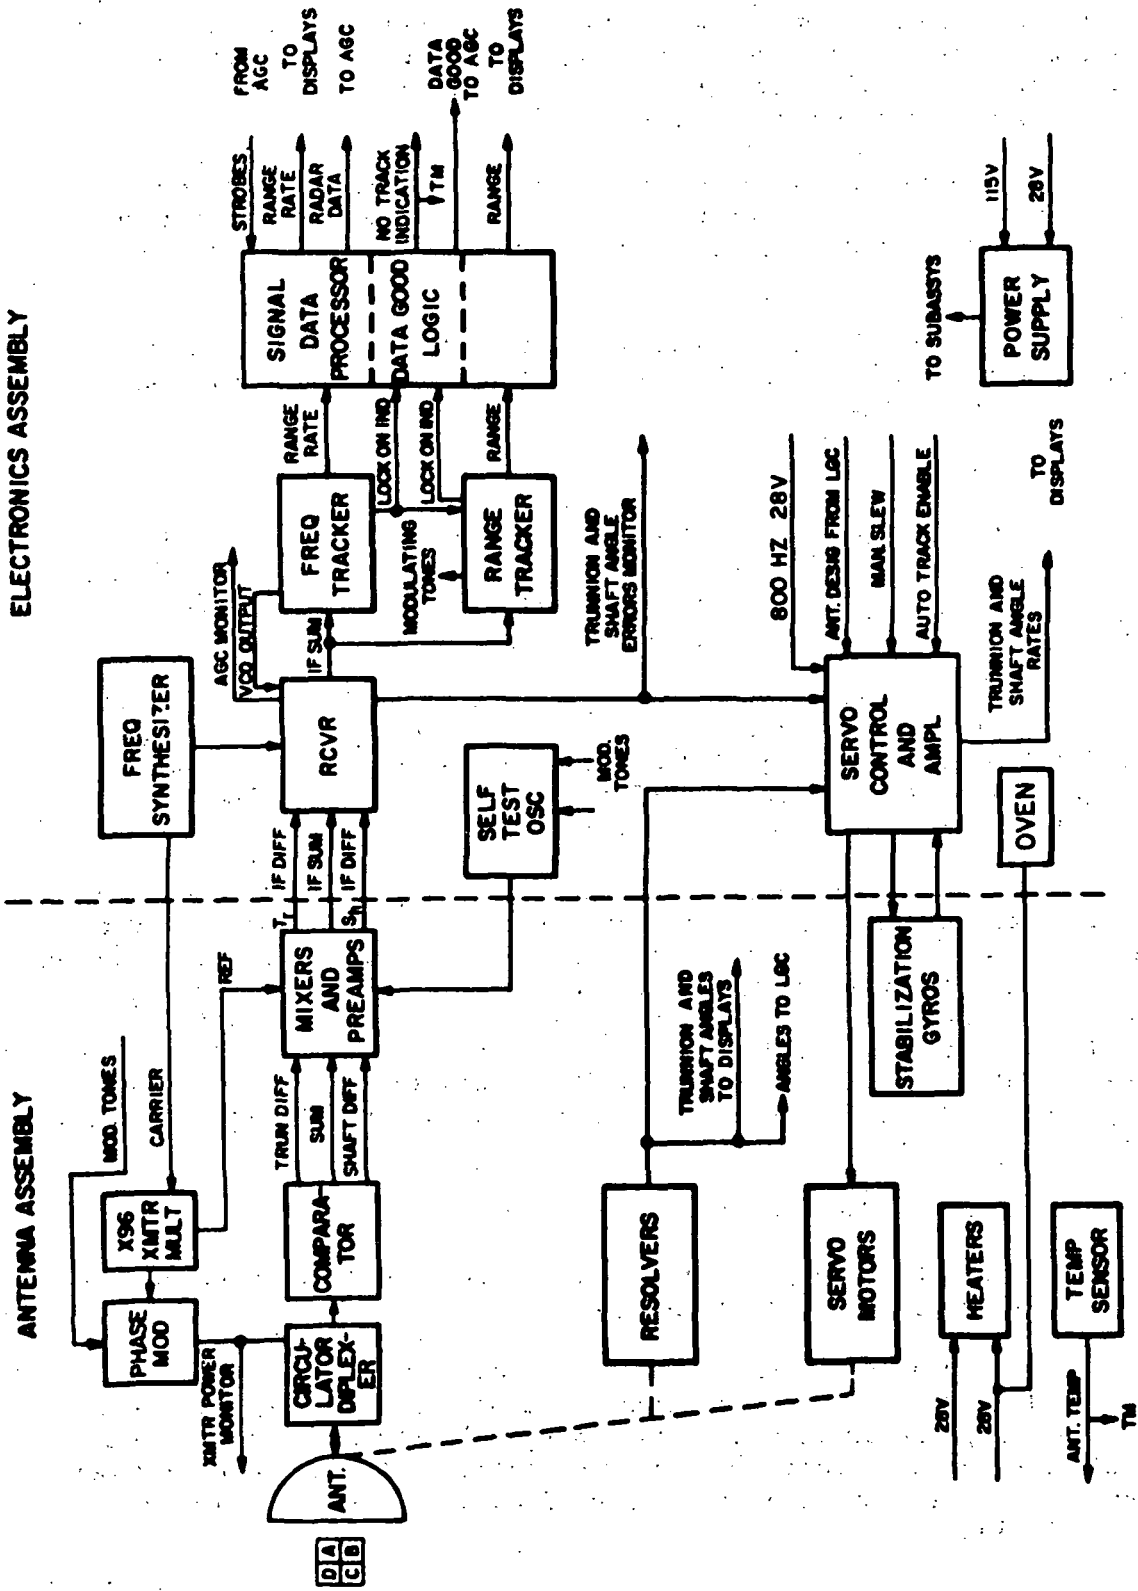 ANTENNA ASSEMBLY
ELECTRONICS ASSEMBLY
MOD. TONES
CARRIER
REF
PHASE
MOD
X96
XMTR
MULT
FREQ
SYNTHESIZER
XMTR POWER
MONITOR
D A
C B
ANT.
CIRCU-
LATOR
DIPLEX-
ER
COMPARA
TOR
TRUN DIFF
SUM
SHAFT DIFF
MIXERS
AND
PREAMPS
Tr
IF DIFF
IF SUM
Sh
IF DIFF
RCVR
AGC MONITOR
VCO OUTPUT
IF SUM
FREQ
TRACKER
MODULATING
TONES
RANGE
TRACKER
RANGE
RATE
LOCK ON IND
LOCK ON IND
RANGE
SIGNAL
DATA
PROCESSOR
DATA GOOD
LOGIC
STROBES
RANGE
RATE
RADAR
DATA
NO TRACK
INDICATION
TM
RANGE
FROM
AGC
TO
DISPLAYS
TO AGC
DATA
GOOD
TO AGC
TO
DISPLAYS
SELF
TEST
OSC
MOD.
TONES
TRUNNION AND
SHAFT ANGLE
ERRORS MONITOR
RESOLVERS
TRUNNION AND
SHAFT ANGLES
TO DISPLAYS
ANGLES TO LGC
SERVO
MOTORS
STABILIZATION
GYROS
SERVO
CONTROL
AND
AMPL
800 HZ 28V
ANT. DESIG FROM LGC
MAN. SLEW
AUTO TRACK ENABLE
TRUNNION AND
SHAFT ANGLE
RATES
TO
DISPLAYS
TO SUBASSYS
POWER
SUPPLY
115V
28V
28V
28V
HEATERS
OVEN
ANT. TEMP
TM
TEMP
SENSOR